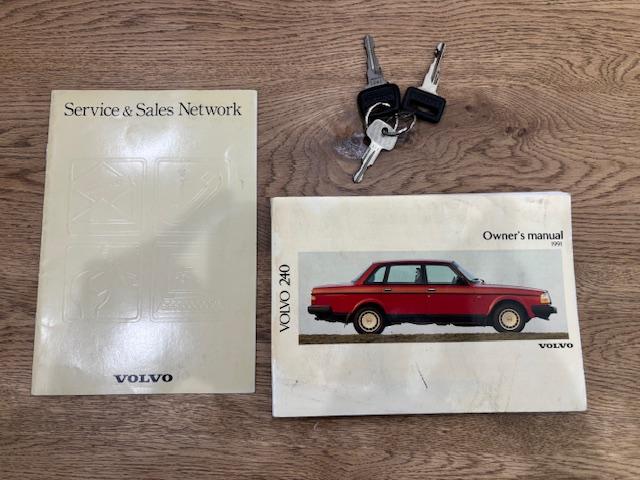 Service & Sales Network
VOLVO
Owner's manual
1991
VOLVO 240
VOLVO